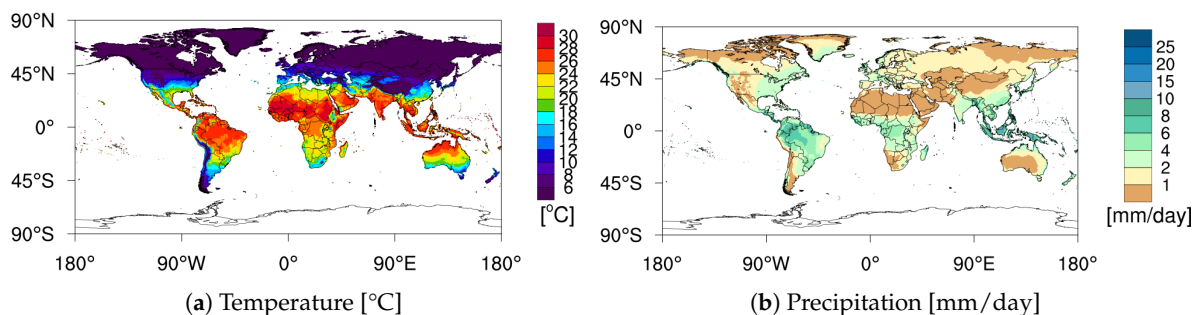 90°N
45°N
0°
45°S
90°S
180°
90°W
0°
90°E
180°
30
28
26
24
22
20
18
16
14
12
10
8
6
[°C]
(a) Temperature [°C]
90°N
45°N
0°
45°S
90°S
180°
90°W
0°
90°E
180°
25
20
15
10
8
6
4
2
1
[mm/day]
(b) Precipitation [mm/day]